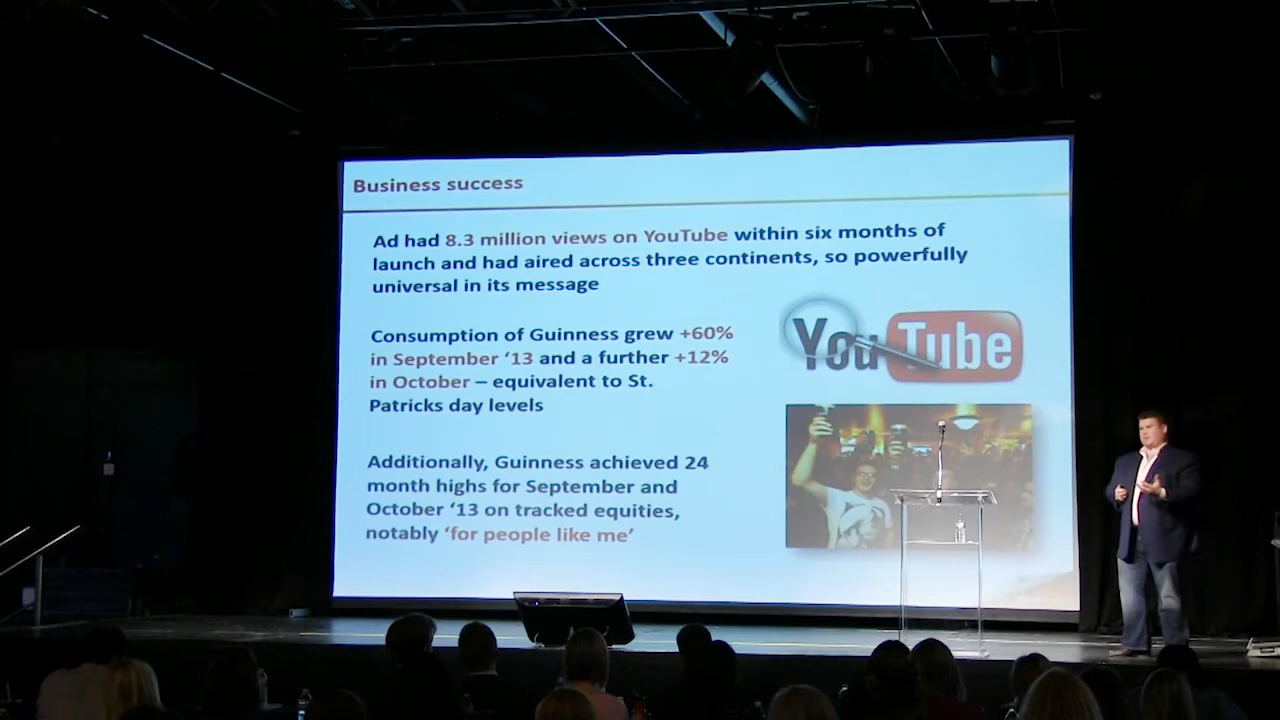 Business success
Ad had 8.3 million views on YouTube within six months of
launch and had aired across three continents, so powerfully
universal in its message
Consumption of Guinness grew +60%
in September ‘13 and a further +12%
in October – equivalent to St.
Patricks day levels
YouTube
Additionally, Guinness achieved 24
month highs for September and
October ‘13 on tracked equities,
notably ‘for people like me’